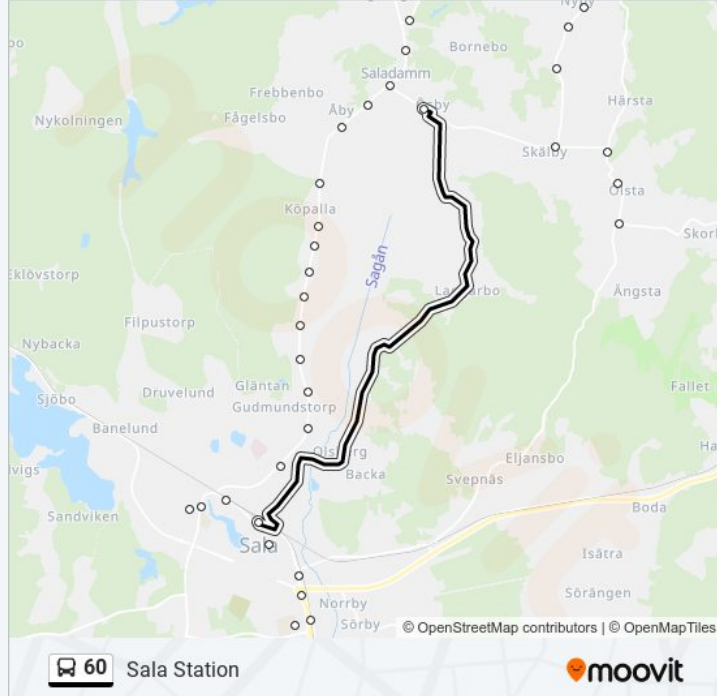 Bornebo
Saladamm
Frebbenbo
Härsta
Åby
Ösby
Nykolningen
Fågelsbo
Skälby
Ölsta
Köpalla
Skor
Sagån
Eklövstorp
Ängsta
Filpustorp
Nybacka
Gläntan
Fallet
Sjöbo
Druvelund
Gudmundstorp
Banelund
Olsberg
Eljansbo
Backa
Svepnäs
Sandviken
Boda
Sala
Isätra
Norrby
Sörängen
Sörby
© OpenStreetMap contributors | © OpenMapTiles
60 Sala Station
moovit